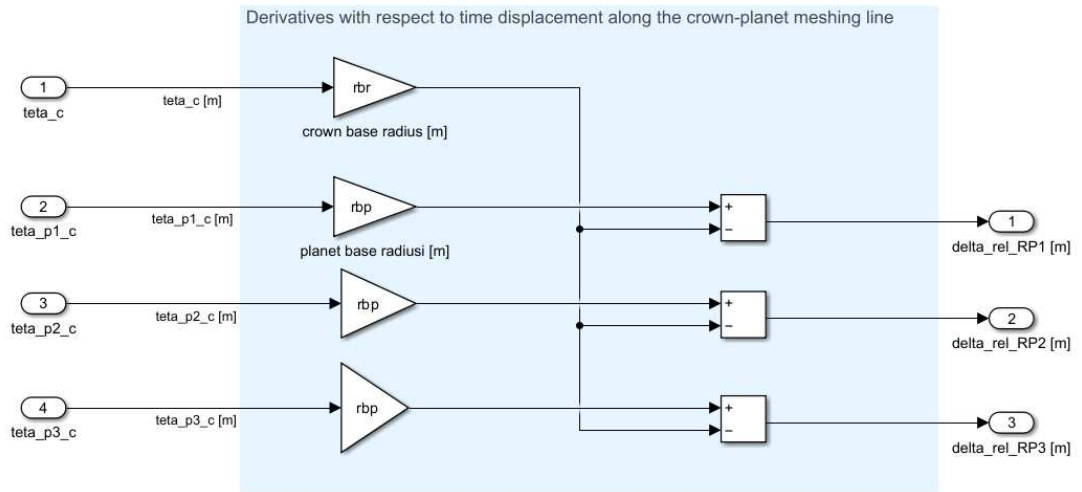 Derivatives with respect to time displacement along the crown-planet meshing line
1
teta_c
teta_c [m]
rbr
crown base radius [m]
2
teta_p1_c
teta_p1_c [m]
rbp
planet base radiusi [m]
+
−
1
delta_rel_RP1 [m]
3
teta_p2_c
teta_p2_c [m]
rbp
+
−
2
delta_rel_RP2 [m]
4
teta_p3_c
teta_p3_c [m]
rbp
+
−
3
delta_rel_RP3 [m]